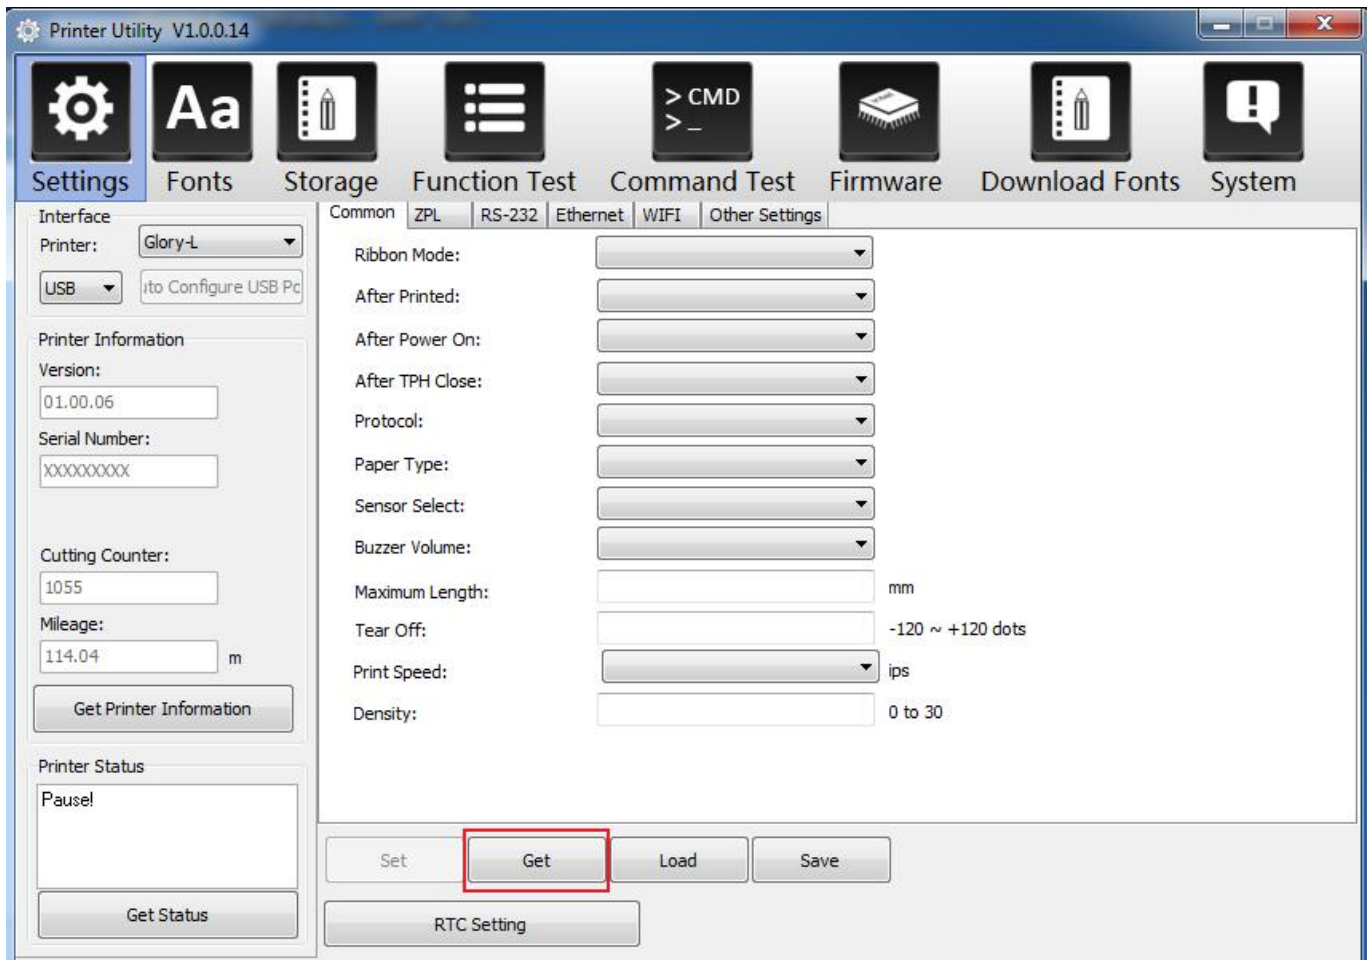 Printer Utility V1.0.0.14
Aa
> CMD
>_
Settings Fonts Storage Function Test Command Test Firmware Download Fonts System
Interface
Printer: Glory-L
USB ito Configure USB Pc
Printer Information
Version:
01.00.06
Serial Number:
XXXXXXXXX
Cutting Counter:
1055
Mileage:
114.04 m
Get Printer Information
Printer Status
Pause!
Get Status
Common ZPL RS-232 Ethernet WIFI Other Settings
Ribbon Mode:
After Printed:
After Power On:
After TPH Close:
Protocol:
Paper Type:
Sensor Select:
Buzzer Volume:
Maximum Length: mm
Tear Off: -120 ~ +120 dots
Print Speed: ips
Density: 0 to 30
Set Get Load Save
RTC Setting